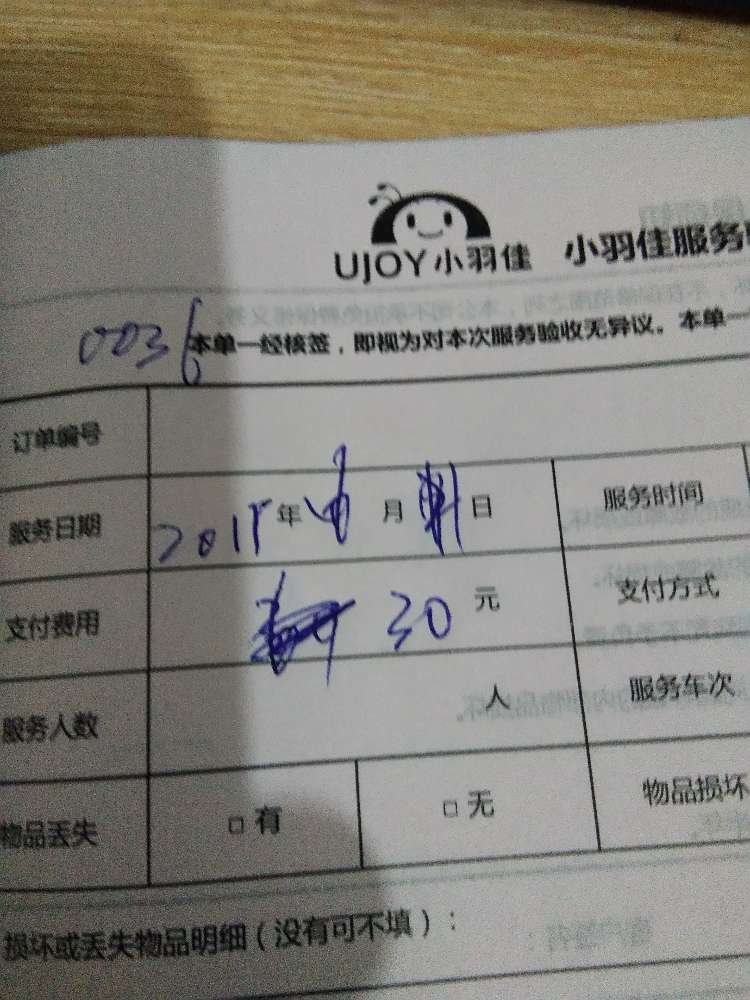 UJOY小羽佳 小羽佳服务
0036
本单一经核签，即视为对本次服务验收无异议。本单一
订单编号
服务日期 2015年 月 日 服务时间
支付费用 30 元 支付方式
服务人数 人 服务车次
物品丢失 □ 有 □ 无 物品损坏
损坏或丢失物品明细（没有可不填）：